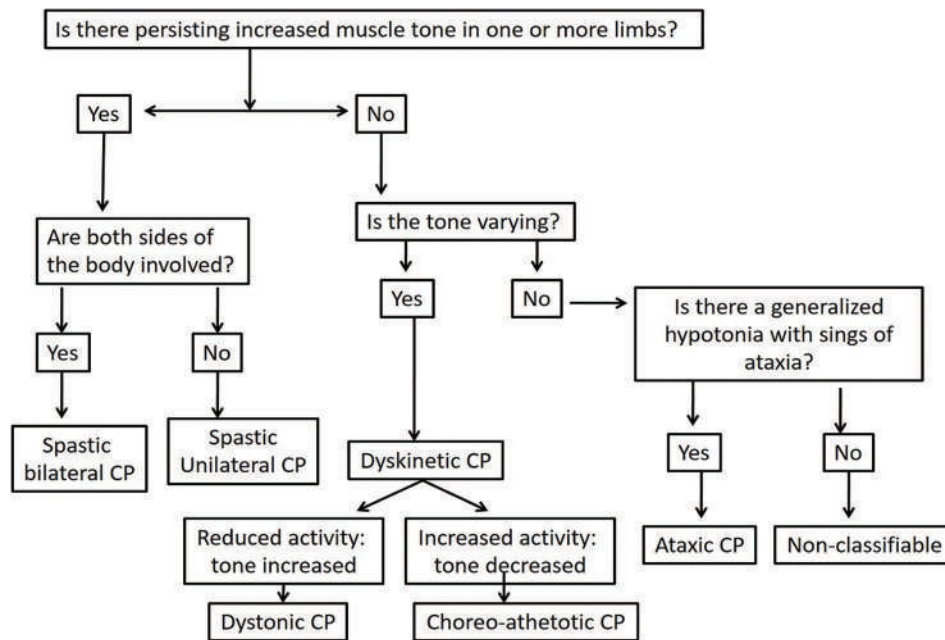 Is there persisting increased muscle tone in one or more limbs?
Yes
No
Are both sides of
the body involved?
Is the tone varying?
Yes
No
Yes
No
Is there a generalized
hypotonia with sings of
ataxia?
Spastic
bilateral CP
Spastic
Unilateral CP
Dyskinetic CP
Yes
No
Reduced activity:
tone increased
Increased activity:
tone decreased
Ataxic CP
Non-classifiable
Dystonic CP
Choreo-athetotic CP